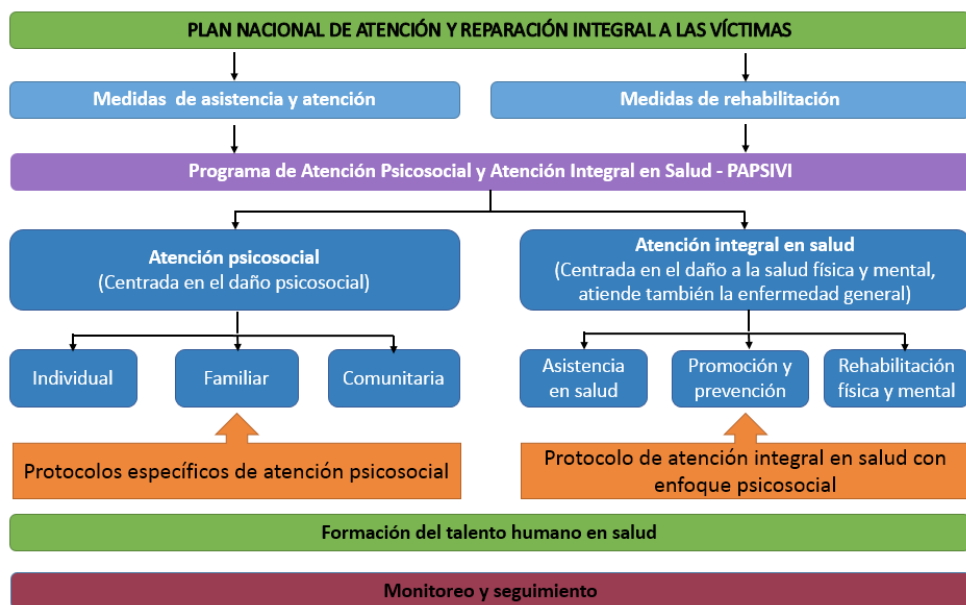 PLAN NACIONAL DE ATENCIÓN Y REPARACIÓN INTEGRAL A LAS VÍCTIMAS
Medidas de asistencia y atención
Medidas de rehabilitación
Programa de Atención Psicosocial y Atención Integral en Salud - PAPSIVI
Atención psicosocial
(Centrada en el daño psicosocial)
Atención integral en salud
(Centrada en el daño a la salud física y mental,
atiende también la enfermedad general)
Individual
Familiar
Comunitaria
Asistencia
en salud
Promoción y
prevención
Rehabilitación
física y mental
Protocolos específicos de atención psicosocial
Protocolo de atención integral en salud con
enfoque psicosocial
Formación del talento humano en salud
Monitoreo y seguimiento